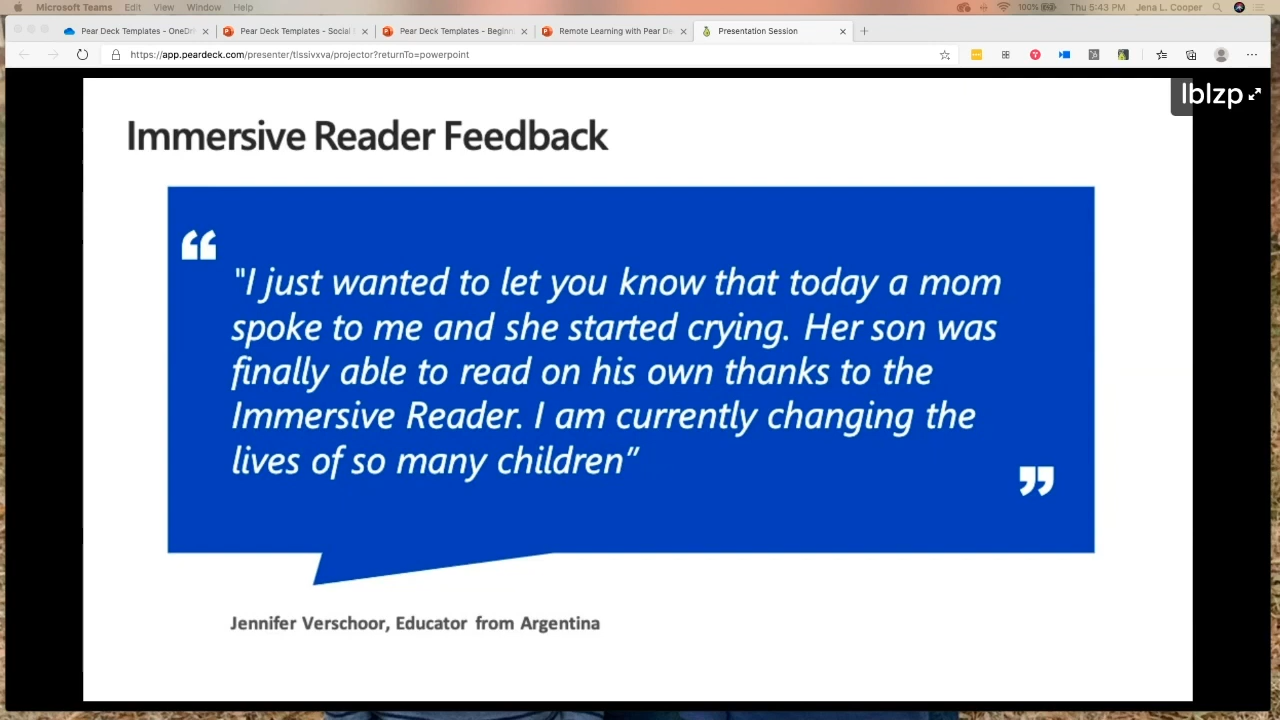 Microsoft Teams Edit View Window Help 100% Thu 5:43 PM Jena L. Cooper
Pear Deck Templates - OneDri
Pear Deck Templates - Social
Pear Deck Templates - Beginn
Remote Learning with Pear De
Presentation Session
https://app.peardeck.com/presenter/tlssivxva/projector?returnTo=powerpoint
lblzp
Immersive Reader Feedback
“
"I just wanted to let you know that today a mom
spoke to me and she started crying. Her son was
finally able to read on his own thanks to the
Immersive Reader. I am currently changing the
lives of so many children”
”
Jennifer Verschoor, Educator from Argentina